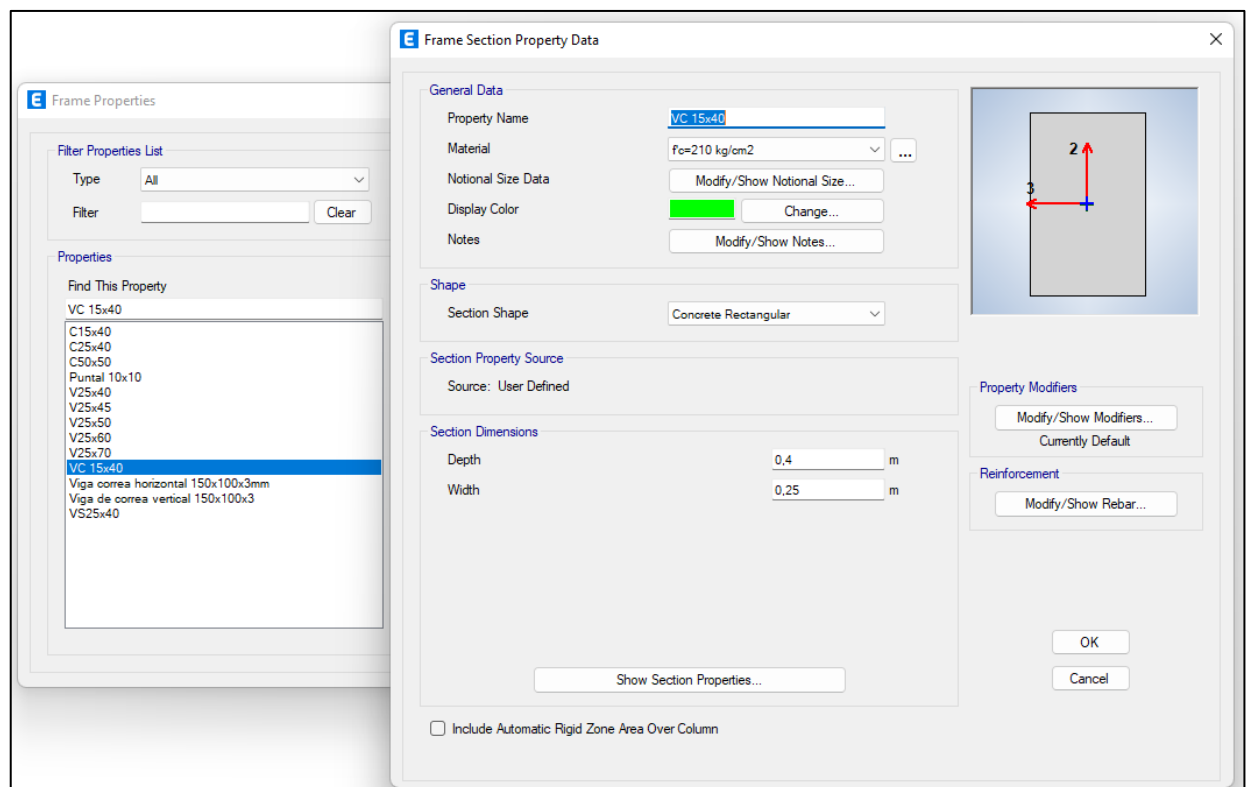 Frame Properties
Filter Properties List
Type All
Filter Clear
Properties
Find This Property
VC 15x40
C15x40
C25x40
C50x50
Puntal 10x10
V25x40
V25x45
V25x50
V25x60
V25x70
VC 15x40
Viga correa horizontal 150x100x3mm
Viga de correa vertical 150x100x3
VS25x40
Frame Section Property Data
General Data
Property Name VC 15x40
Material f'c=210 kg/cm2 ...
Notional Size Data Modify/Show Notional Size...
Display Color Change...
Notes Modify/Show Notes...
Shape
Section Shape Concrete Rectangular
Section Property Source
Source: User Defined
Section Dimensions
Depth 0,4 m
Width 0,25 m
Show Section Properties...
Include Automatic Rigid Zone Area Over Column
2
3
Property Modifiers
Modify/Show Modifiers...
Currently Default
Reinforcement
Modify/Show Rebar...
OK
Cancel